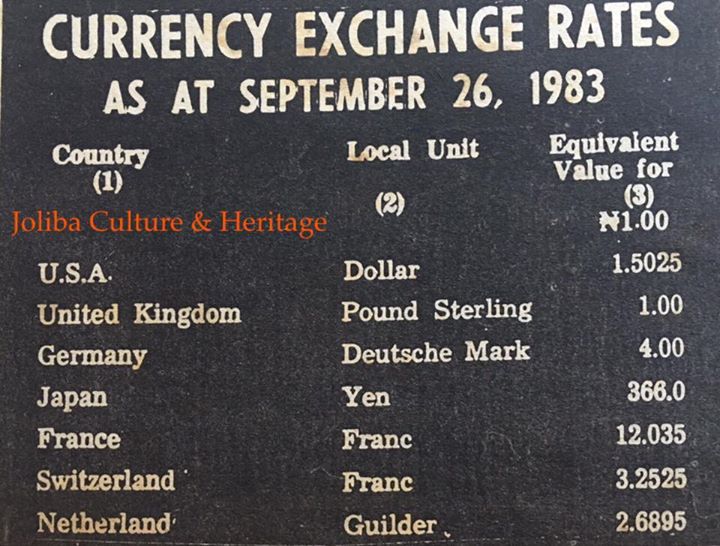 CURRENCY EXCHANGE RATES
AS AT SEPTEMBER 26, 1983
Country Local Unit Equivalent
Value for
(1) (2) (3)
Joliba Culture & Heritage ₦1.00
U.S.A. Dollar 1.5025
United Kingdom Pound Sterling 1.00
Germany Deutsche Mark 4.00
Japan Yen 366.0
France Franc 12.035
Switzerland Franc 3.2525
Netherland Guilder 2.6895